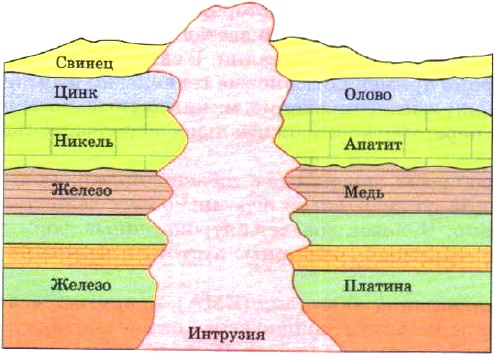 Свинец
Цинк
Олово
Никель
Апатит
Железо
Медь
Железо
Платина
Интрузия